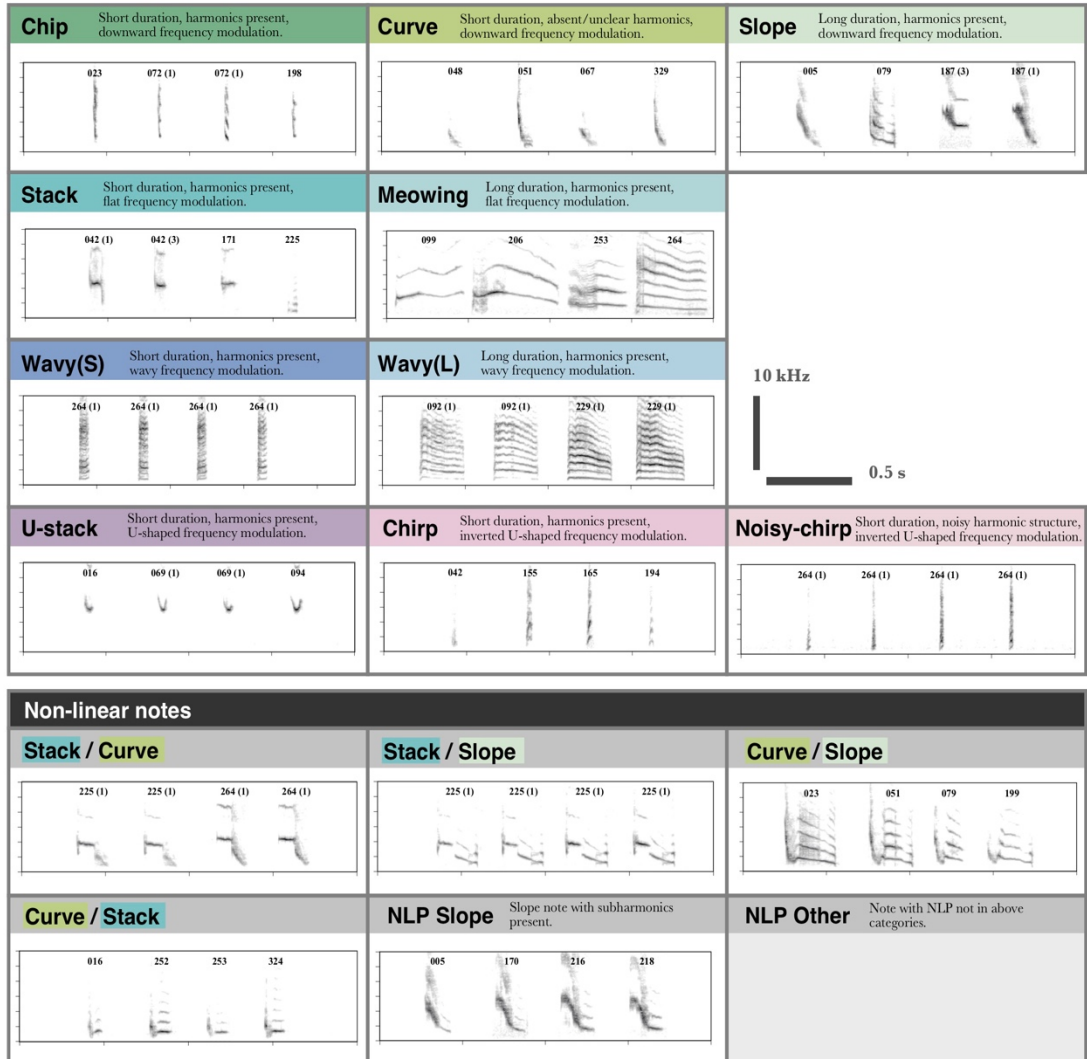 Chip Short duration, harmonics present,
downward frequency modulation.
023 072 (1) 072 (1) 198
Curve Short duration, absent/unclear harmonics,
downward frequency modulation.
048 051 067 329
Slope Long duration, harmonics present,
downward frequency modulation.
005 079 187 (3) 187 (1)
Stack Short duration, harmonics present,
flat frequency modulation.
042 (1) 042 (3) 171 225
Meowing Long duration, harmonics present,
flat frequency modulation.
099 206 253 264
Wavy(S) Short duration, harmonics present,
wavy frequency modulation.
264 (1) 264 (1) 264 (1) 264 (1)
Wavy(L) Long duration, harmonics present,
wavy frequency modulation.
092 (1) 092 (1) 229 (1) 229 (1)
10 kHz
0.5 s
U-stack Short duration, harmonics present,
U-shaped frequency modulation.
016 069 (1) 069 (1) 094
Chirp Short duration, harmonics present,
inverted U-shaped frequency modulation.
042 155 165 194
Noisy-chirp Short duration, noisy harmonic structure,
inverted U-shaped frequency modulation.
264 (1) 264 (1) 264 (1) 264 (1)
Non-linear notes
Stack / Curve
225 (1) 225 (1) 264 (1) 264 (1)
Stack / Slope
225 (1) 225 (1) 225 (1) 225 (1)
Curve / Slope
023 051 079 199
Curve / Stack
016 252 253 324
NLP Slope Slope note with subharmonics
present.
005 170 216 218
NLP Other Note with NLP not in above
categories.